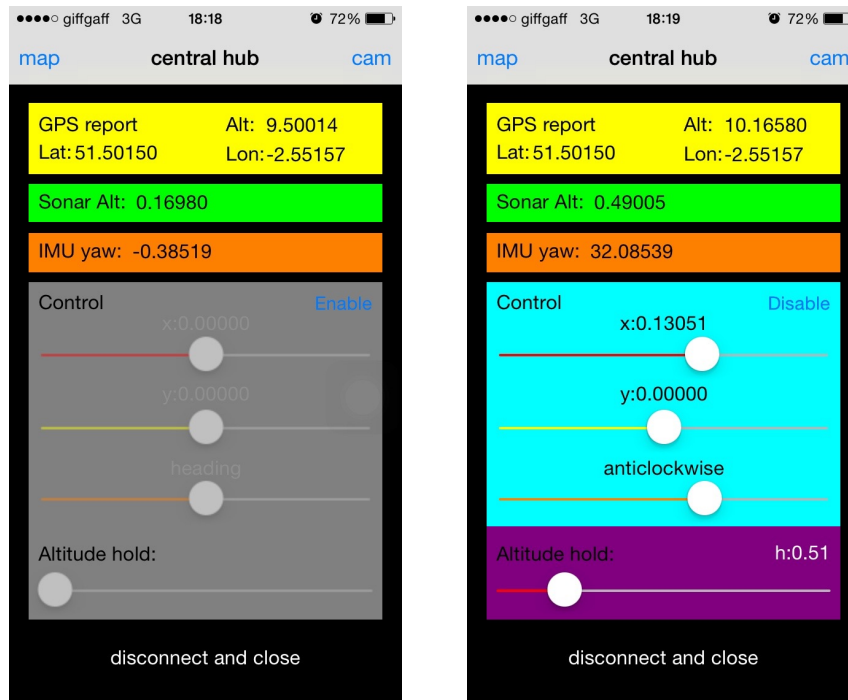 giffgaff 3G 18:18 72%
map central hub cam
GPS report Alt: 9.50014
Lat: 51.50150 Lon: -2.55157
Sonar Alt: 0.16980
IMU yaw: -0.38519
Control Enable
x:0.00000
y:0.00000
heading
Altitude hold:
disconnect and close
giffgaff 3G 18:19 72%
map central hub cam
GPS report Alt: 10.16580
Lat: 51.50150 Lon: -2.55157
Sonar Alt: 0.49005
IMU yaw: 32.08539
Control Disable
x:0.13051
y:0.00000
anticlockwise
Altitude hold: h:0.51
disconnect and close